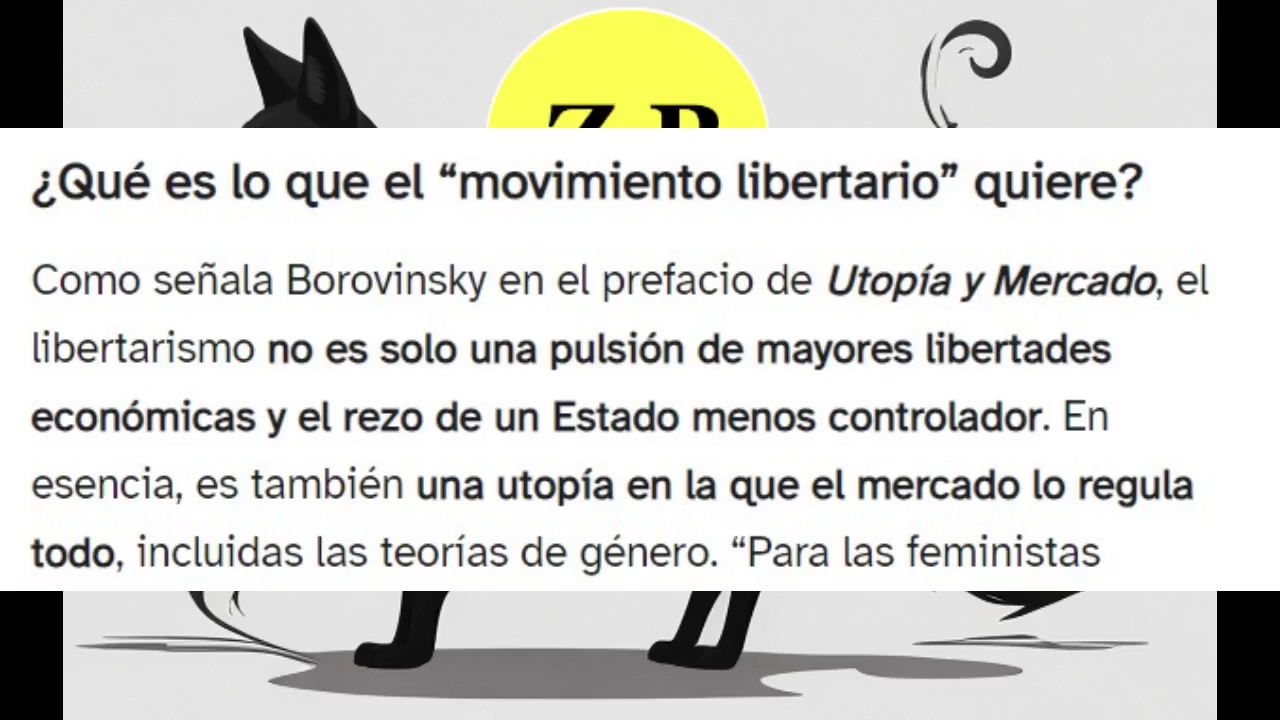 Z P
¿Qué es lo que el “movimiento libertario” quiere?
Como señala Borovinsky en el prefacio de Utopía y Mercado, el
libertarismo no es solo una pulsión de mayores libertades
económicas y el rezo de un Estado menos controlador. En
esencia, es también una utopía en la que el mercado lo regula
todo, incluidas las teorías de género. “Para las feministas